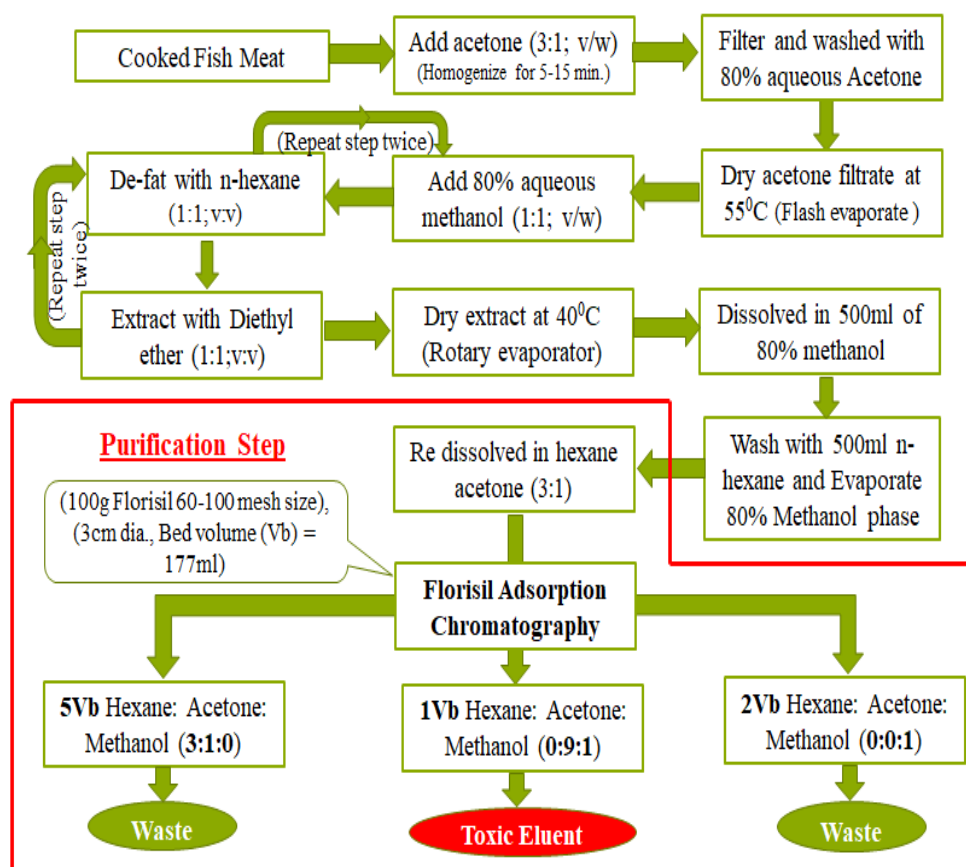 Cooked Fish Meat
Add acetone (3:1; v/w)
(Homogenize for 5-15 min.)
Filter and washed with
80% aqueous Acetone
(Repeat step twice)
De-fat with n-hexane
(1:1; v:v)
Add 80% aqueous
methanol (1:1; v/w)
Dry acetone filtrate at
55⁰C (Flash evaporate )
(Repeat step
twice)
Extract with Diethyl
ether (1:1;v:v)
Dry extract at 40⁰C
(Rotary evaporator)
Dissolved in 500ml of
80% methanol
Purification Step
Re dissolved in hexane
acetone (3:1)
Wash with 500ml n-
hexane and Evaporate
80% Methanol phase
(100g Florisil 60-100 mesh size),
(3cm dia., Bed volume (Vb) =
177ml)
Florisil Adsorption
Chromatography
5Vb Hexane: Acetone:
Methanol (3:1:0)
1Vb Hexane: Acetone:
Methanol (0:9:1)
2Vb Hexane: Acetone:
Methanol (0:0:1)
Waste
Toxic Eluent
Waste